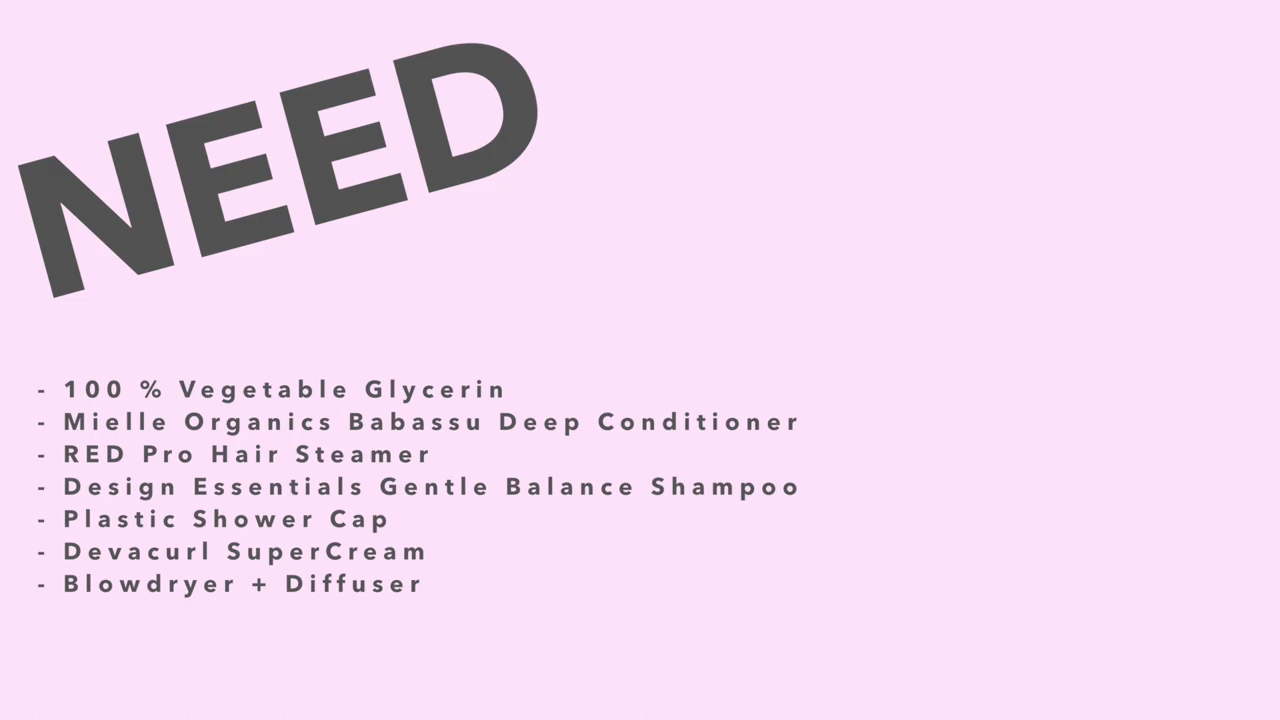 NEED
- 100 % Vegetable Glycerin
- Mielle Organics Babassu Deep Conditioner
- RED Pro Hair Steamer
- Design Essentials Gentle Balance Shampoo
- Plastic Shower Cap
- Devacurl SuperCream
- Blowdryer + Diffuser